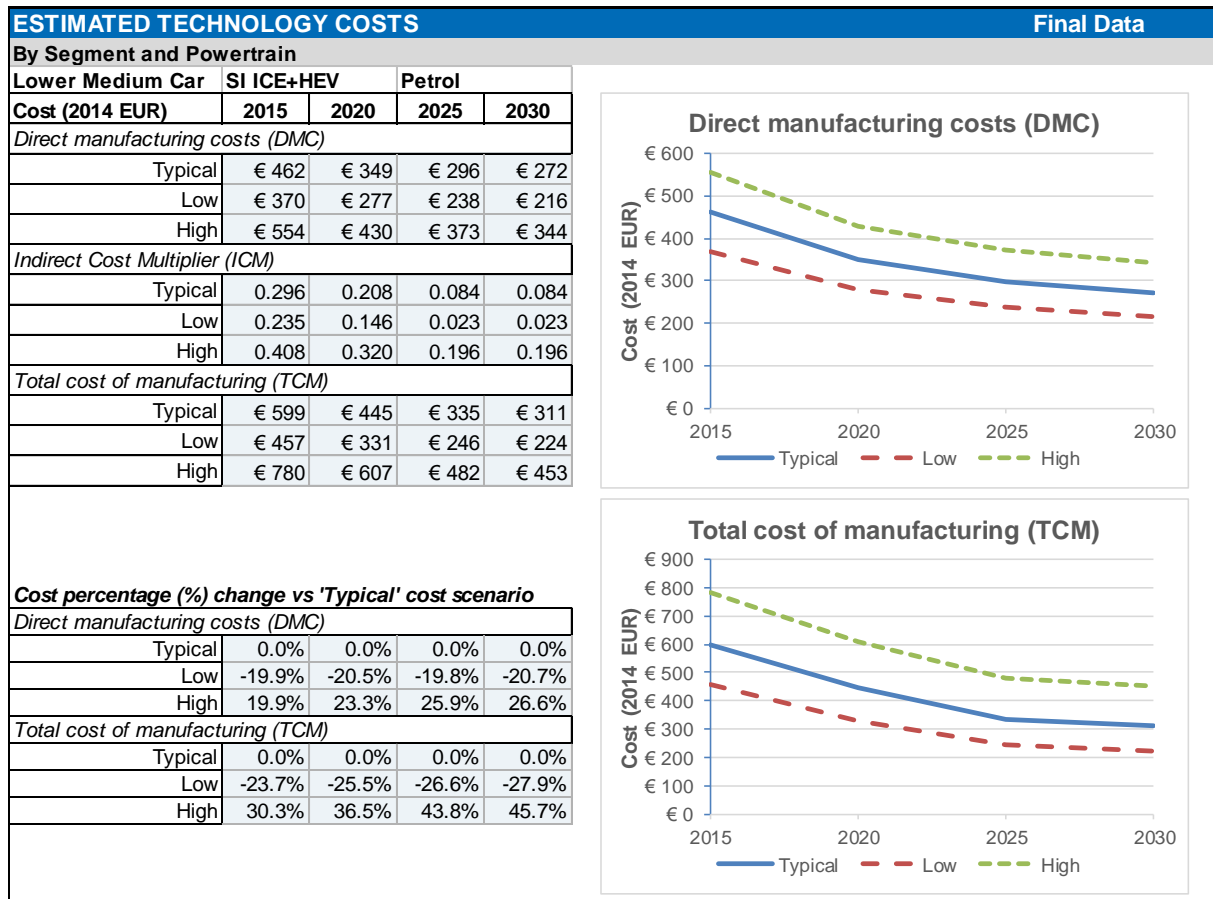 ESTIMATED TECHNOLOGY COSTS Final Data
By Segment and Powertrain
Lower Medium Car SI ICE+HEV Petrol
Cost (2014 EUR) 2015 2020 2025 2030
Direct manufacturing costs (DMC)
Typical € 462 € 349 € 296 € 272
Low € 370 € 277 € 238 € 216
High € 554 € 430 € 373 € 344
Indirect Cost Multiplier (ICM)
Typical 0.296 0.208 0.084 0.084
Low 0.235 0.146 0.023 0.023
High 0.408 0.320 0.196 0.196
Total cost of manufacturing (TCM)
Typical € 599 € 445 € 335 € 311
Low € 457 € 331 € 246 € 224
High € 780 € 607 € 482 € 453
Cost percentage (%) change vs 'Typical' cost scenario
Direct manufacturing costs (DMC)
Typical 0.0% 0.0% 0.0% 0.0%
Low -19.9% -20.5% -19.8% -20.7%
High 19.9% 23.3% 25.9% 26.6%
Total cost of manufacturing (TCM)
Typical 0.0% 0.0% 0.0% 0.0%
Low -23.7% -25.5% -26.6% -27.9%
High 30.3% 36.5% 43.8% 45.7%
Direct manufacturing costs (DMC)
Cost (2014 EUR)
€ 600
€ 500
€ 400
€ 300
€ 200
€ 100
€ 0
2015 2020 2025 2030
Typical Low High
Total cost of manufacturing (TCM)
Cost (2014 EUR)
€ 900
€ 800
€ 700
€ 600
€ 500
€ 400
€ 300
€ 200
€ 100
€ 0
2015 2020 2025 2030
Typical Low High